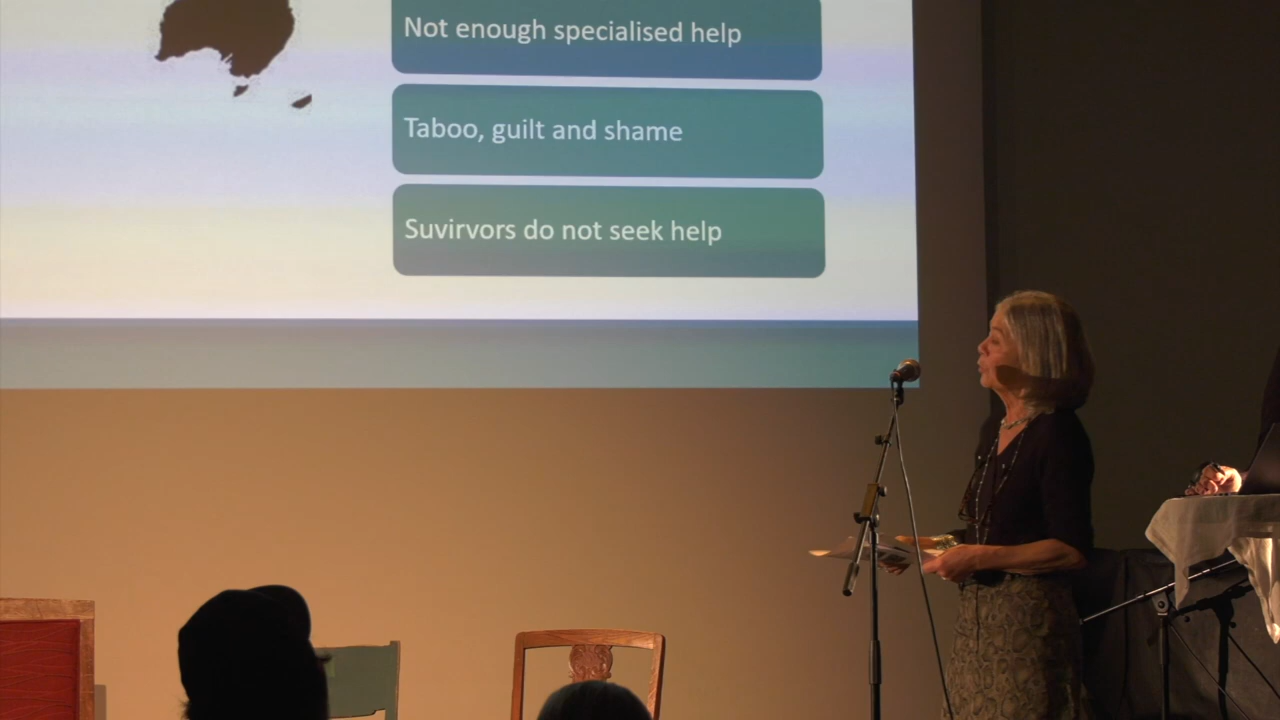 Not enough specialised help
Taboo, guilt and shame
Suvirvors do not seek help